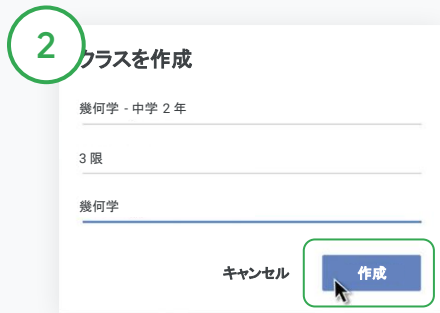 2
クラスを作成
幾何学 - 中学 2 年
3 限
幾何学
キャンセル 作成